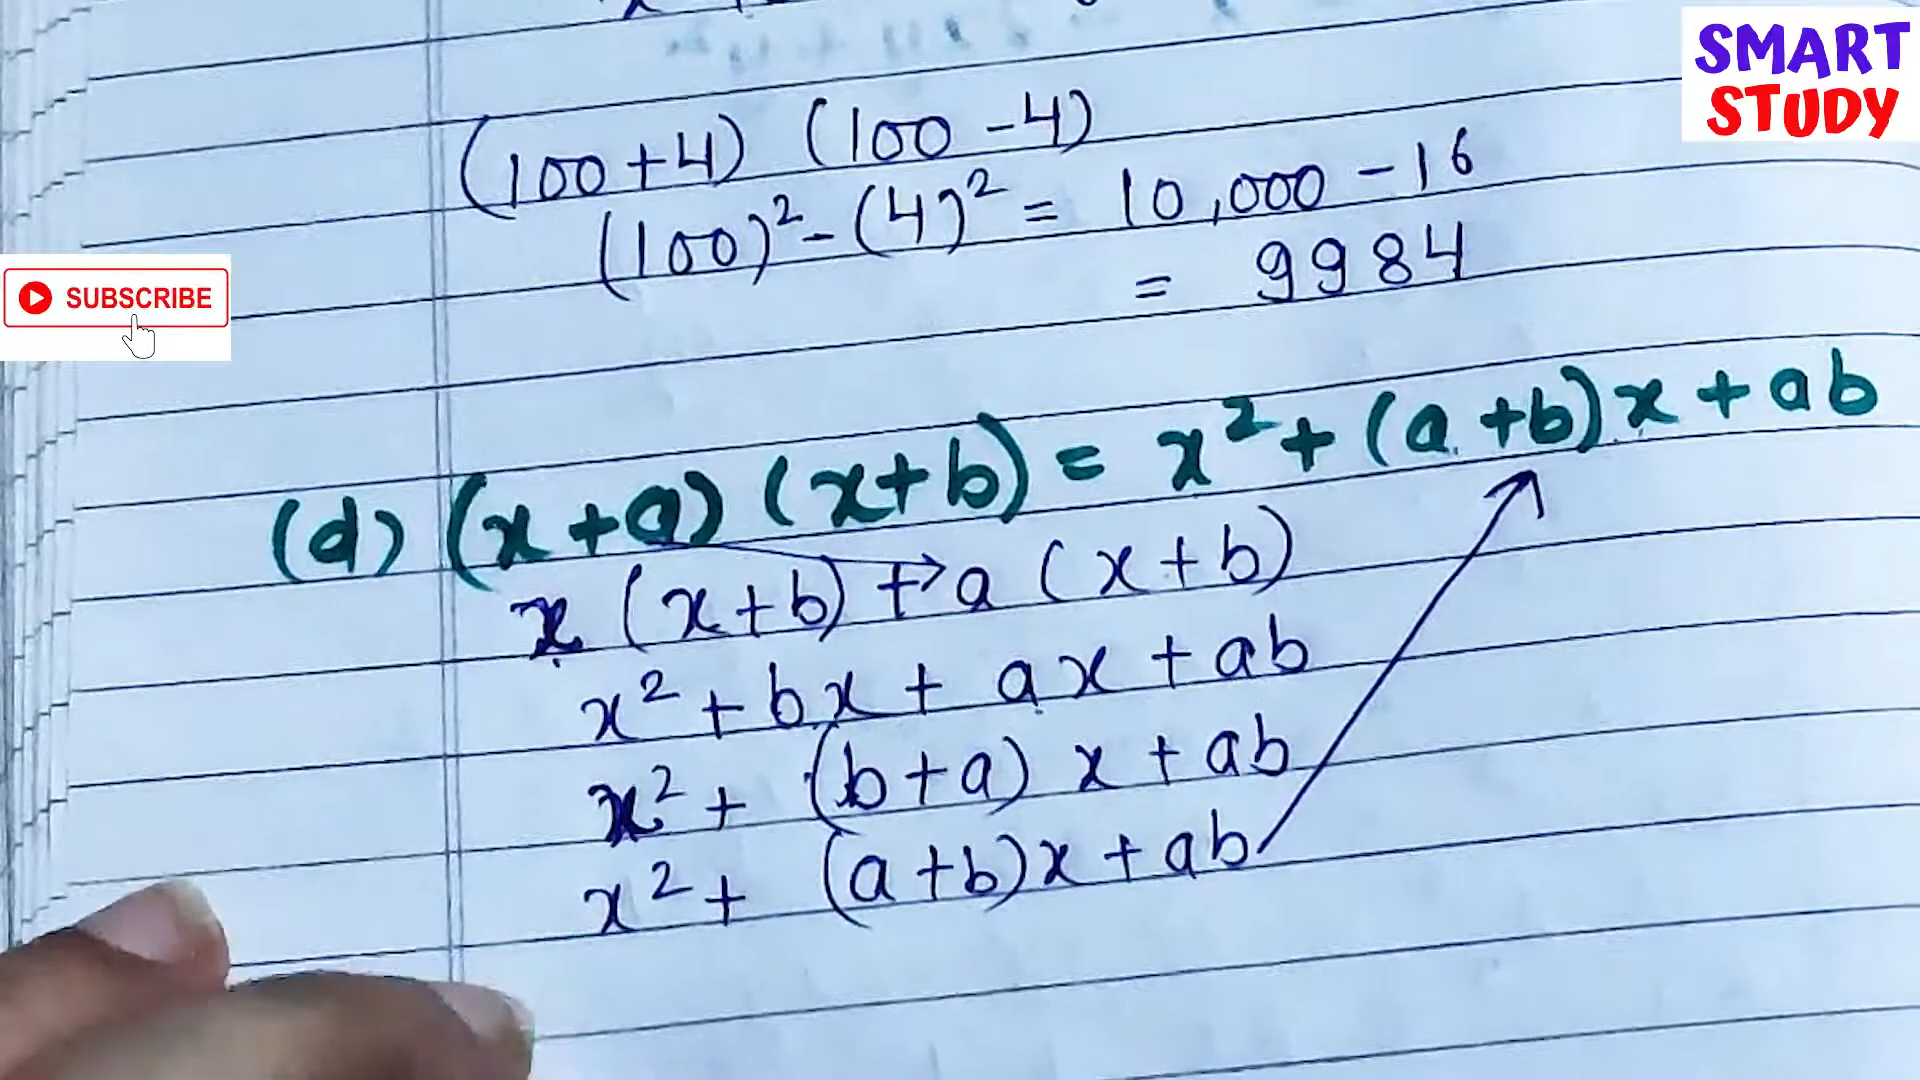 SMART
STUDY
(100+4) (100-4)
(100)² - (4)² = 10,000 - 16
= 9984
SUBSCRIBE
(d) (x+a) (x+b) = x² + (a+b)x + ab
x (x+b) + a (x+b)
x² + bx + ax + ab
x² + (b+a) x + ab
x² + (a+b)x + ab